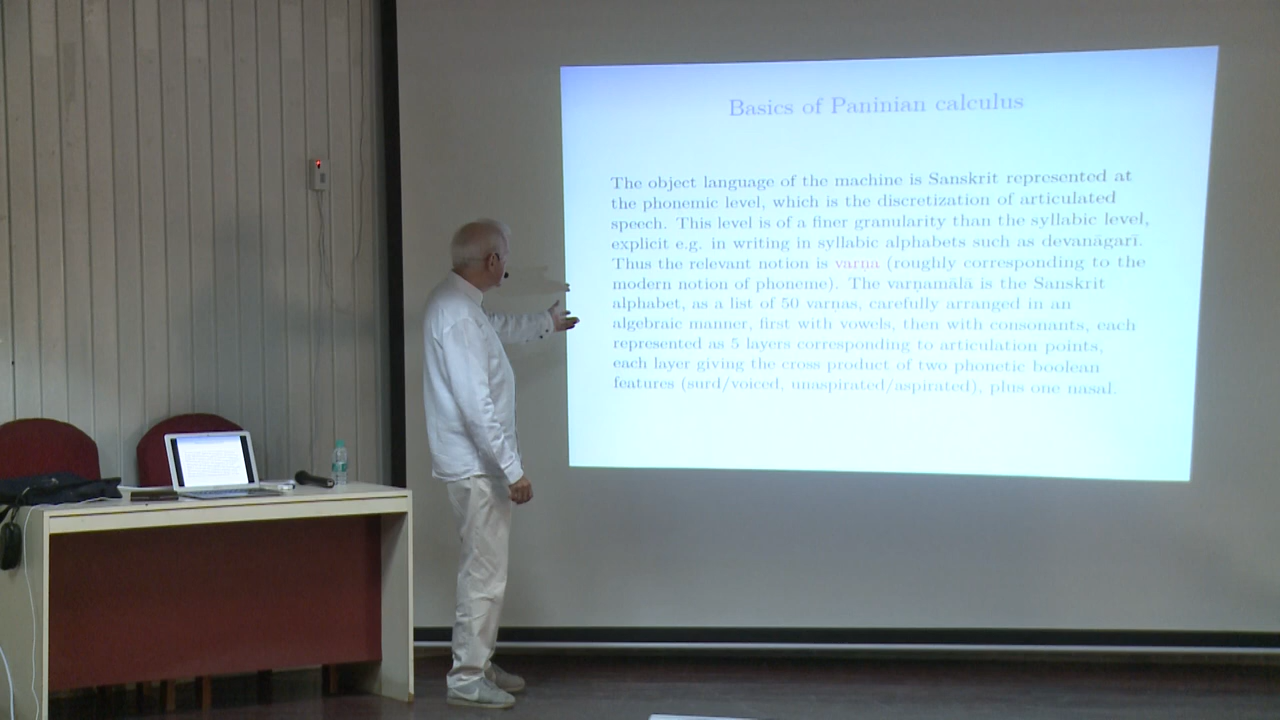 Basics of Paninian calculus
The object language of the machine is Sanskrit represented at
the phonemic level, which is the discretization of articulated
speech. This level is of a finer granularity than the syllabic level,
explicit e.g. in writing in syllabic alphabets such as devanāgarī.
Thus the relevant notion is varṇa (roughly corresponding to the
modern notion of phoneme). The varṇamālā is the Sanskrit
alphabet, as a list of 50 varṇas, carefully arranged in an
algebraic manner, first with vowels, then with consonants, each
represented as 5 layers corresponding to articulation points,
each layer giving the cross product of two phonetic boolean
features (surd/voiced, unaspirated/aspirated), plus one nasal.